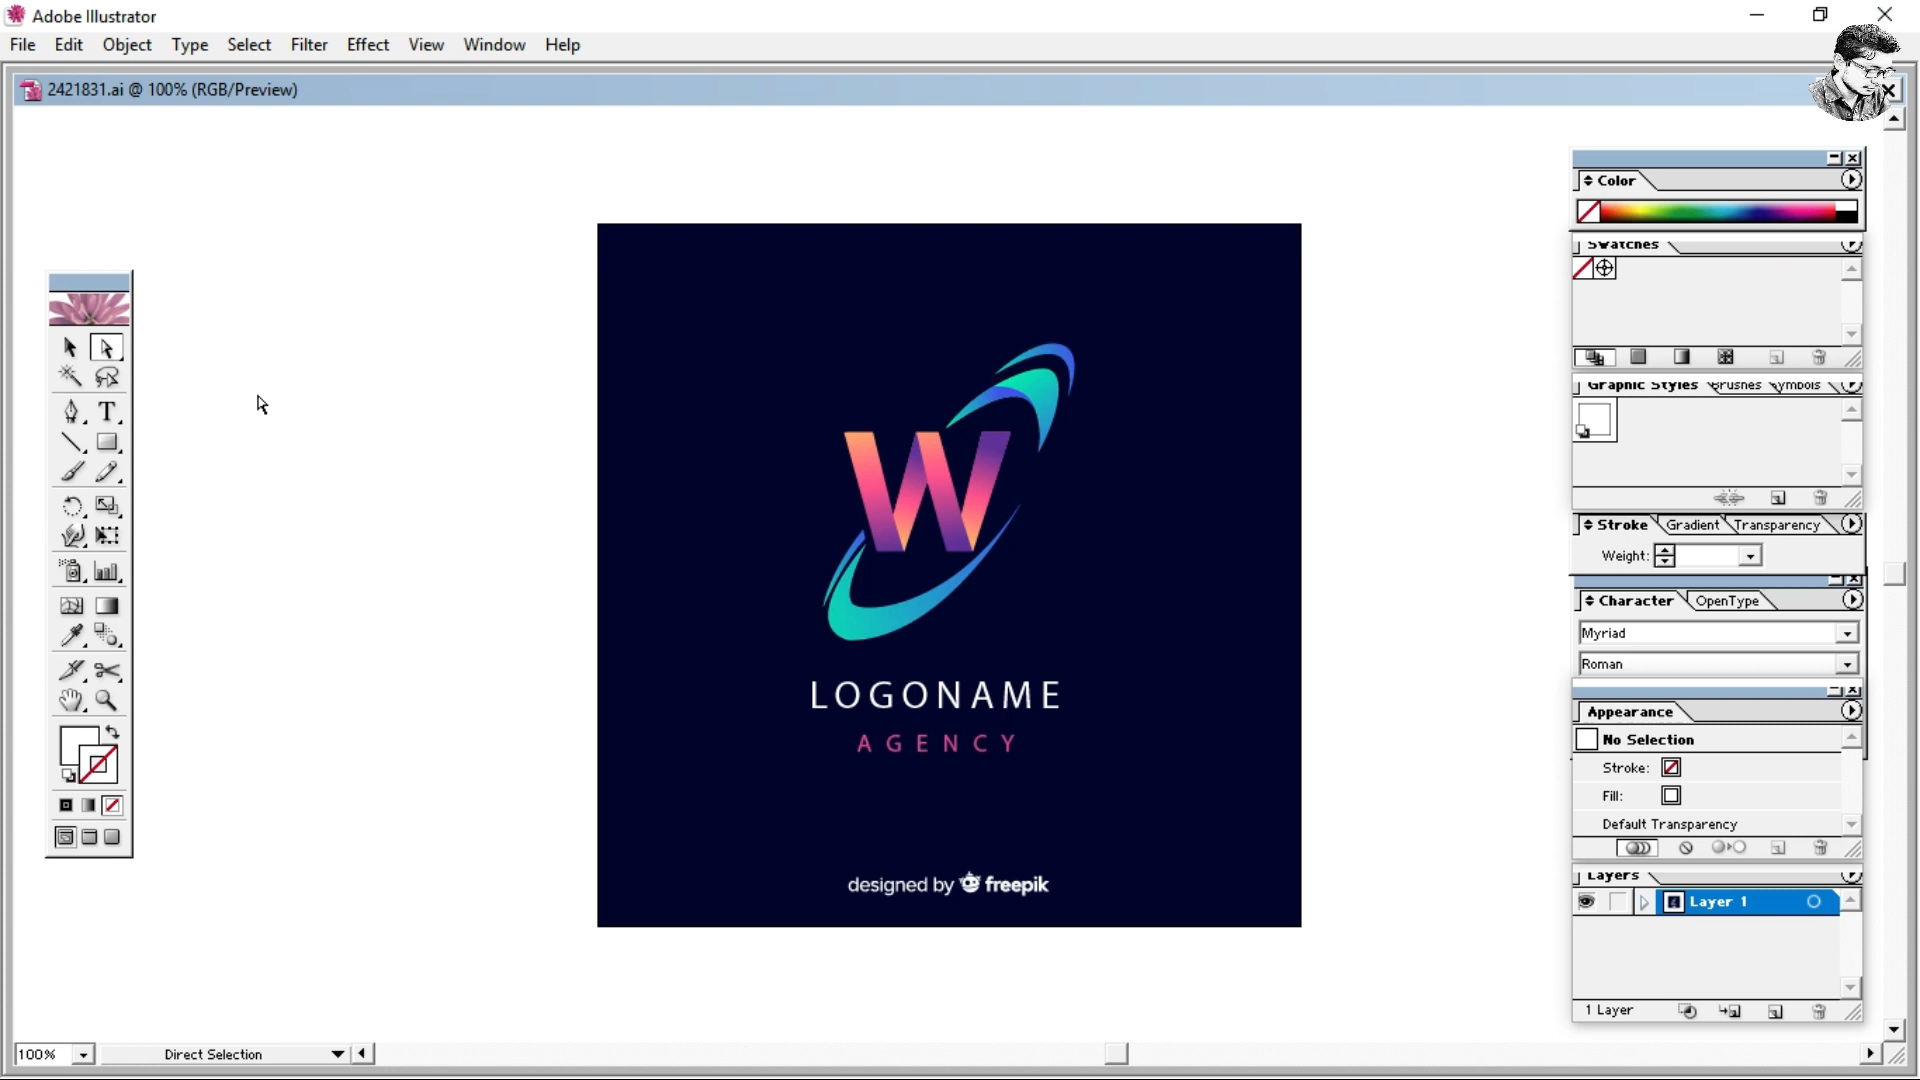 Adobe Illustrator
File Edit Object Type Select Filter Effect View Window Help
2421831.ai @ 100% (RGB/Preview)
Color
Swatches
Graphic Styles Brushes Symbols
Stroke Gradient Transparency
Weight:
Character OpenType
Myriad
Roman
Appearance
No Selection
Stroke:
Fill:
Default Transparency
Layers
Layer 1
1 Layer
T
W
LOGONAME
AGENCY
designed by freepik
100% Direct Selection